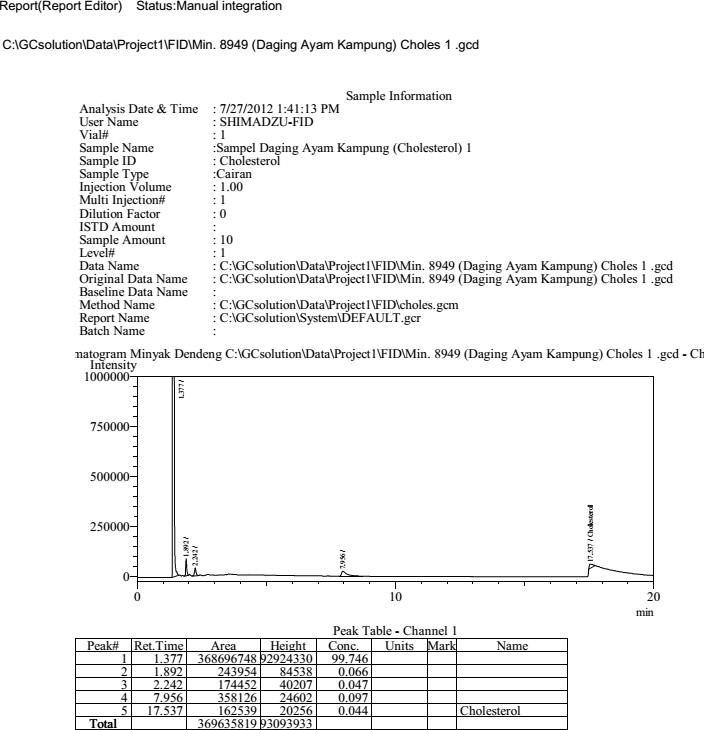 Report(Report Editor) Status:Manual integration
C:\GCsolution\Data\Project1\FID\Min. 8949 (Daging Ayam Kampung) Choles 1 .gcd
Sample Information
Analysis Date & Time : 7/27/2012 1:41:13 PM
User Name : SHIMADZU-FID
Vial# : 1
Sample Name :Sampel Daging Ayam Kampung (Cholesterol) 1
Sample ID : Cholesterol
Sample Type :Cairan
Injection Volume : 1.00
Multi Injection# : 1
Dilution Factor : 0
ISTD Amount :
Sample Amount : 10
Level# : 1
Data Name : C:\GCsolution\Data\Project1\FID\Min. 8949 (Daging Ayam Kampung) Choles 1 .gcd
Original Data Name : C:\GCsolution\Data\Project1\FID\Min. 8949 (Daging Ayam Kampung) Choles 1 .gcd
Baseline Data Name :
Method Name : C:\GCsolution\Data\Project1\FID\choles.gcm
Report Name : C:\GCsolution\System\DEFAULT.gcr
Batch Name :
matogram Minyak Dendeng C:\GCsolution\Data\Project1\FID\Min. 8949 (Daging Ayam Kampung) Choles 1 .gcd - Ch
Intensity
1000000
750000
500000
250000
0
1.377 /
1.892 /
2.242 /
7.956 /
17.537 / Cholesterol
0 10 20
min
Peak Table - Channel 1
Peak# Ret.Time Area Height Conc. Units Mark Name
1 1.377 368696748 92924330 99.746
2 1.892 243954 84538 0.066
3 2.242 174452 40207 0.047
4 7.956 358126 24602 0.097
5 17.537 162539 20256 0.044 Cholesterol
Total 369635819 93093933